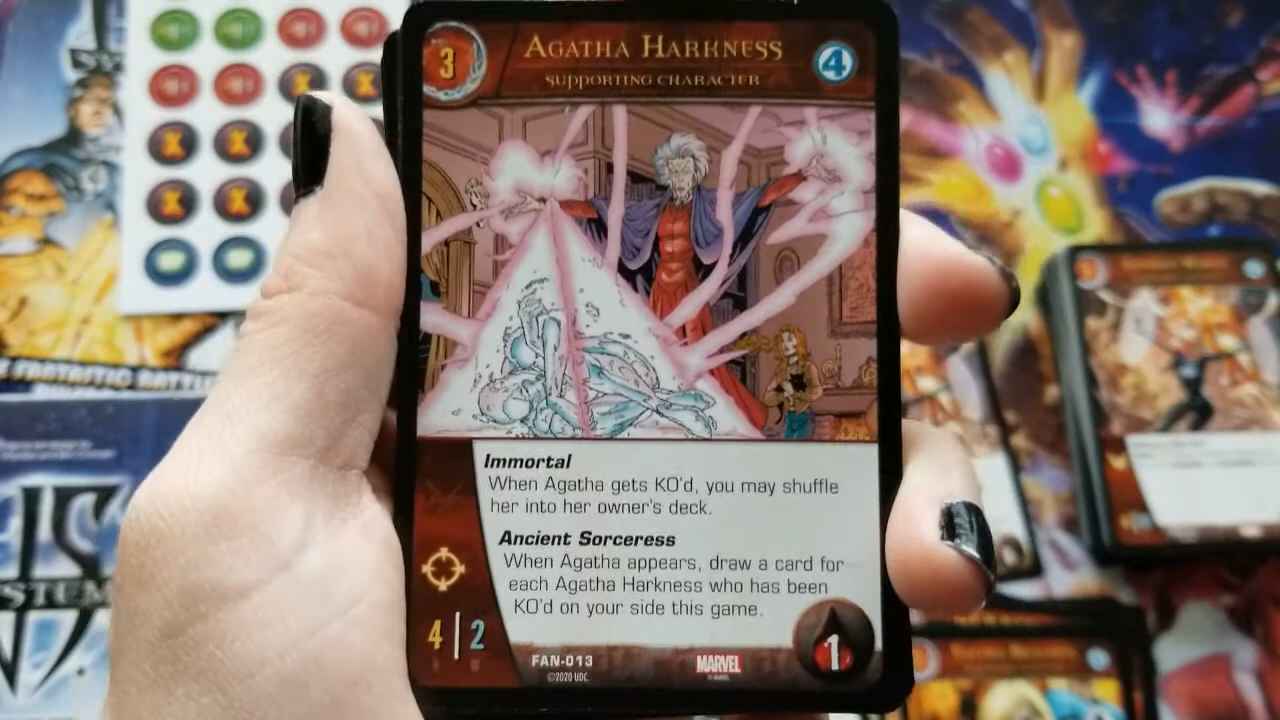 3
AGATHA HARKNESS
SUPPORTING CHARACTER
4
Immortal
When Agatha gets KO'd, you may shuffle
her into her owner's deck.
Ancient Sorceress
When Agatha appears, draw a card for
each Agatha Harkness who has been
KO'd on your side this game.
4 | 2
1
FAN-013
©2020 UDC.
MARVEL
X X
X X
X X
FANTASTIC BATTL
SYSTEM